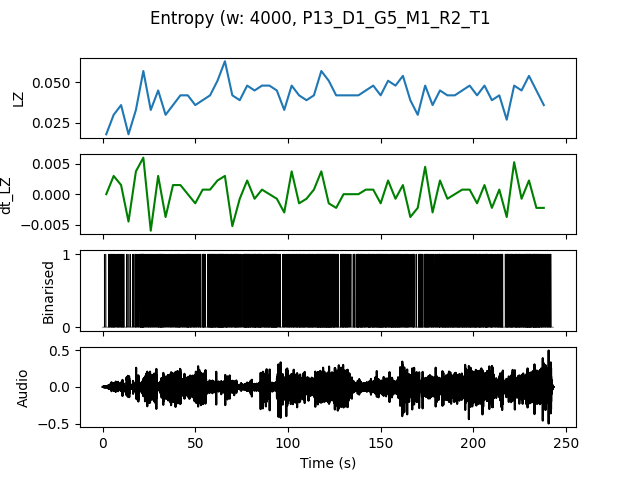 Entropy (w: 4000, P13_D1_G5_M1_R2_T1
0.050
0.025
LZ
0.005
0.000
−0.005
dt_LZ
1
0
Binarised
0.5
0.0
−0.5
Audio
0 50 100 150 200 250
Time (s)